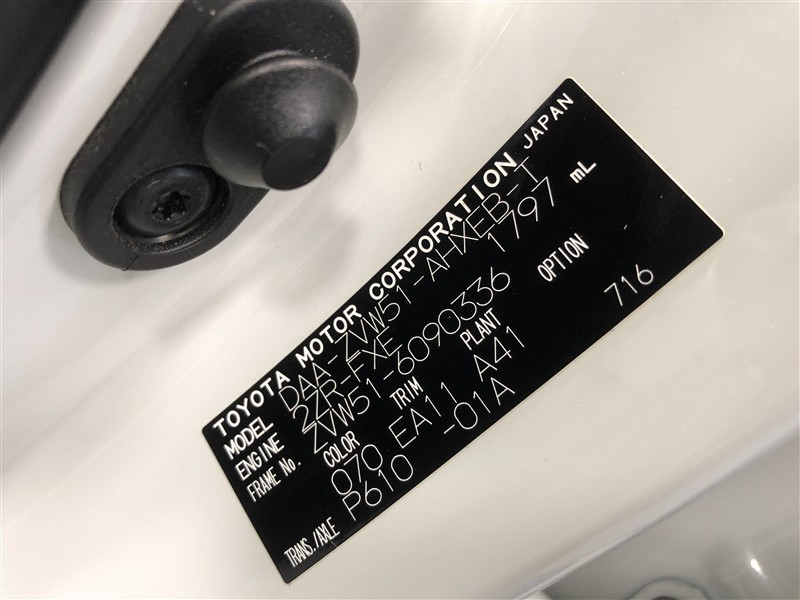 TOYOTA MOTOR CORPORATION JAPAN
MODEL DAA-ZVW51-AHXEB-T
ENGINE 2ZR-FXE 1797 mL
FRAME No. ZVW51-6090336
COLOR TRIM PLANT OPTION
070 EA11 A41 716
TRANS./AXLE P610 -01A